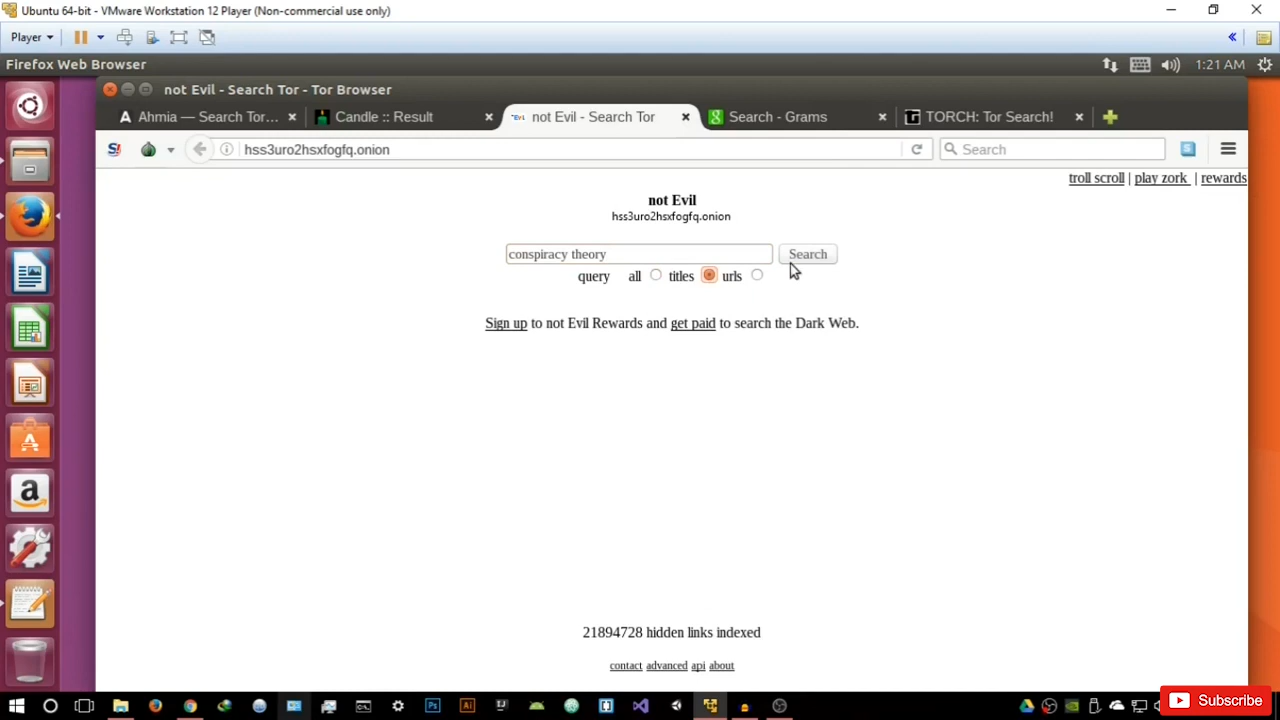 Ubuntu 64-bit - VMware Workstation 12 Player (Non-commercial use only)
Player
Firefox Web Browser
1:21 AM
not Evil - Search Tor - Tor Browser
Ahmia — Search Tor...
Candle :: Result
not Evil - Search Tor
Search - Grams
TORCH: Tor Search!
hss3uro2hsxfogfq.onion
Search
troll scroll | play zork | rewards
not Evil
hss3uro2hsxfogfq.onion
conspiracy theory
Search
query all titles urls
Sign up to not Evil Rewards and get paid to search the Dark Web.
21894728 hidden links indexed
contact advanced api about
Subscribe